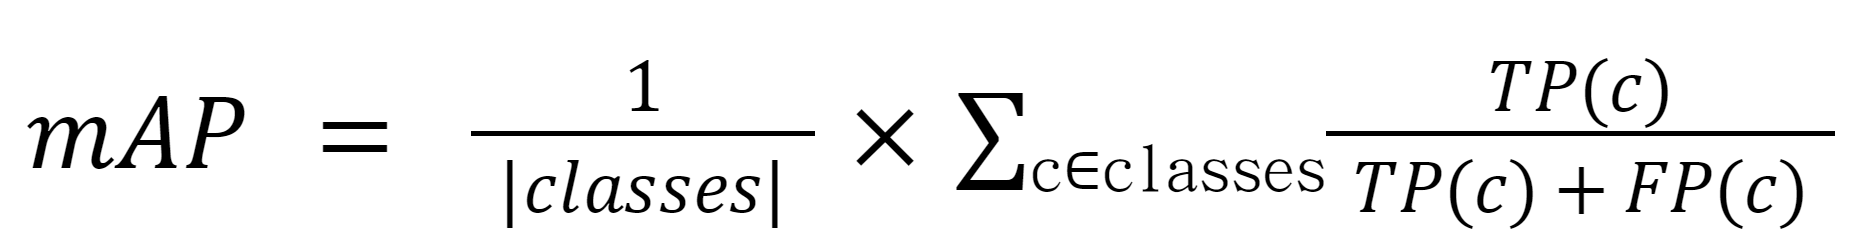 mAP = 1 / |classes| × ∑c∈classes TP(c) / TP(c) + FP(c)